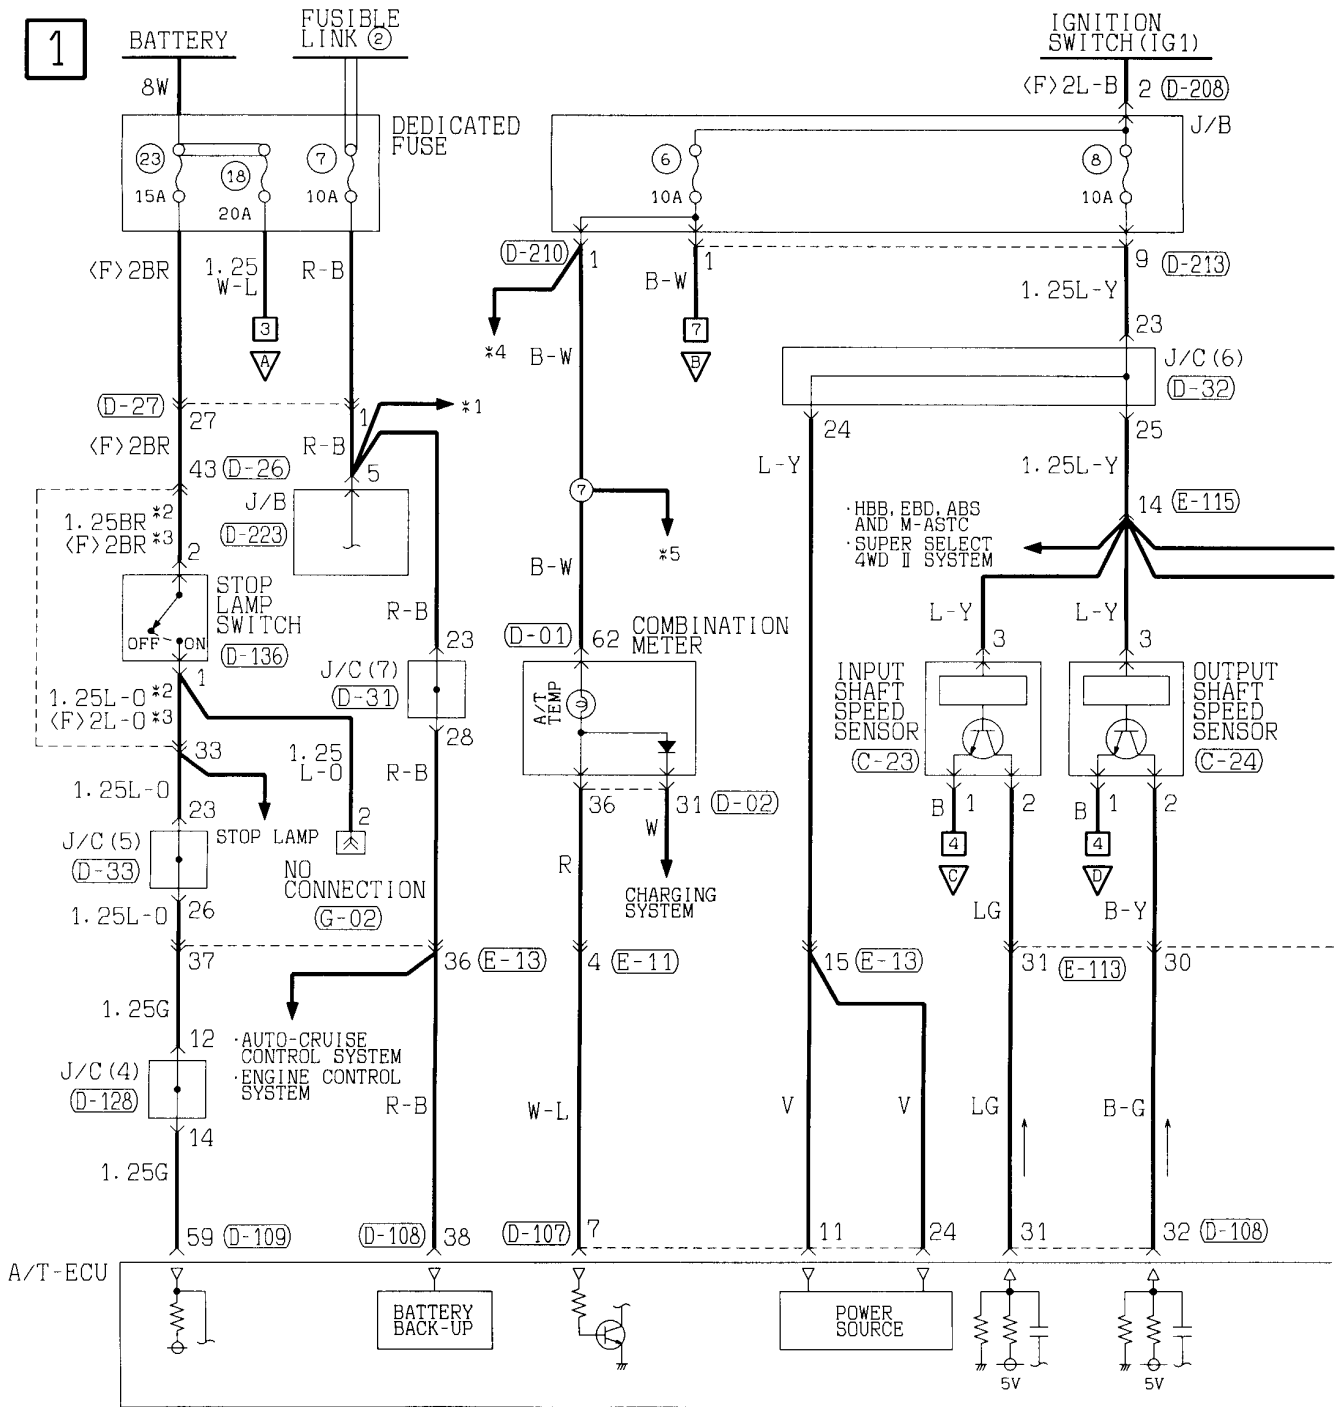 1
BATTERY
FUSIBLE
LINK ②
IGNITION
SWITCH(IG1)
8W
<F>2L-B 2 (D-208)
DEDICATED
FUSE
J/B
23
15A
18
20A
7
10A
6
10A
8
10A
<F>2BR
1.25
W-L
R-B
(D-210) 1
B-W
1
9 (D-213)
1.25L-Y
3
A
*4
B-W
7
B
23
J/C(6)
(D-32)
(D-27) 27
1
*1
24
25
<F>2BR
R-B
L-Y
1.25L-Y
43 (D-26)
5
J/B
(D-223)
7
*5
14 (E-115)
1.25BR *2
<F>2BR *3
2
·HBB, EBD, ABS
AND M-ASTC
·SUPER SELECT
4WD II SYSTEM
B-W
STOP
LAMP
SWITCH
(D-136)
OFF ON
R-B
L-Y
L-Y
1
23
(D-01) 62
COMBINATION
METER
3
3
1.25L-O *2
<F>2L-O *3
J/C(7)
(D-31)
A/T
TEMP
INPUT
SHAFT
SPEED
SENSOR
(C-23)
OUTPUT
SHAFT
SPEED
SENSOR
(C-24)
33
1.25
L-O
28
R-B
1.25L-O
23
STOP LAMP
2
36
31 (D-02)
W
B 1
2
B 1
2
J/C(5)
(D-33)
NO
CONNECTION
(G-02)
R
CHARGING
SYSTEM
4
C
4
D
1.25L-O
26
LG
B-Y
37
36 (E-13)
4 (E-11)
15 (E-13)
31
(E-113)
30
1.25G
12
·AUTO-CRUISE
CONTROL SYSTEM
·ENGINE CONTROL
SYSTEM
J/C(4)
(D-128)
R-B
W-L
V
V
LG
B-G
14
1.25G
59 (D-109)
(D-108) 38
(D-107) 7
11
24
31
32 (D-108)
A/T-ECU
BATTERY
BACK-UP
POWER
SOURCE
5V
5V